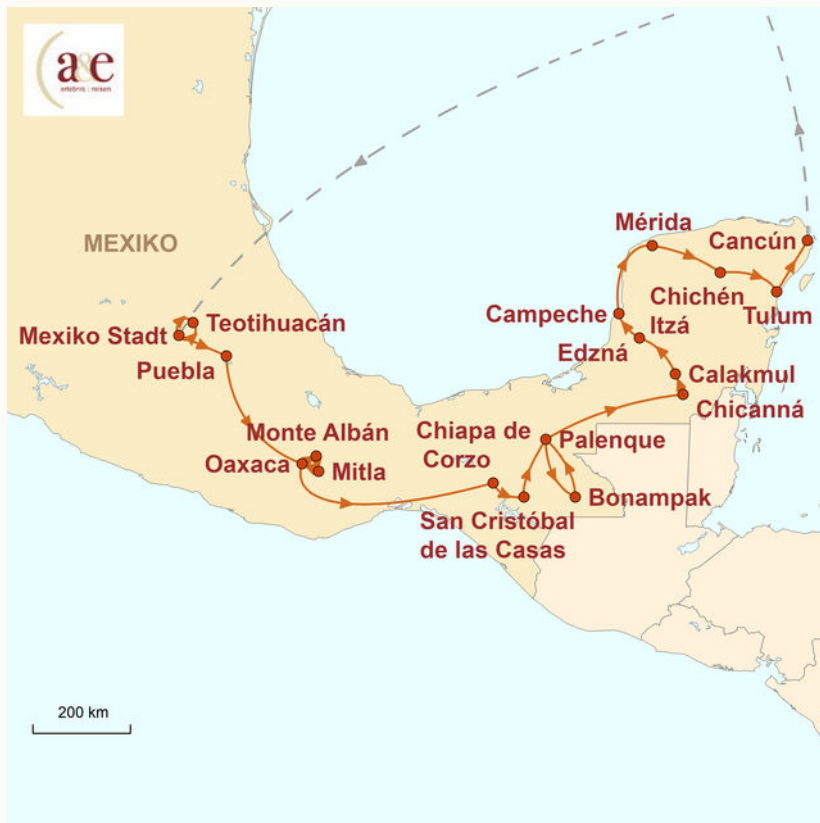 a&e
erlebnis : reisen
MEXIKO
Mérida
Cancún
Chichén
Itzá
Tulum
Campeche
Edzná
Calakmul
Chicanná
Teotihuacán
Mexiko Stadt
Puebla
Monte Albán
Oaxaca
Mitla
Chiapa de
Corzo
Palenque
Bonampak
San Cristóbal
de las Casas
200 km